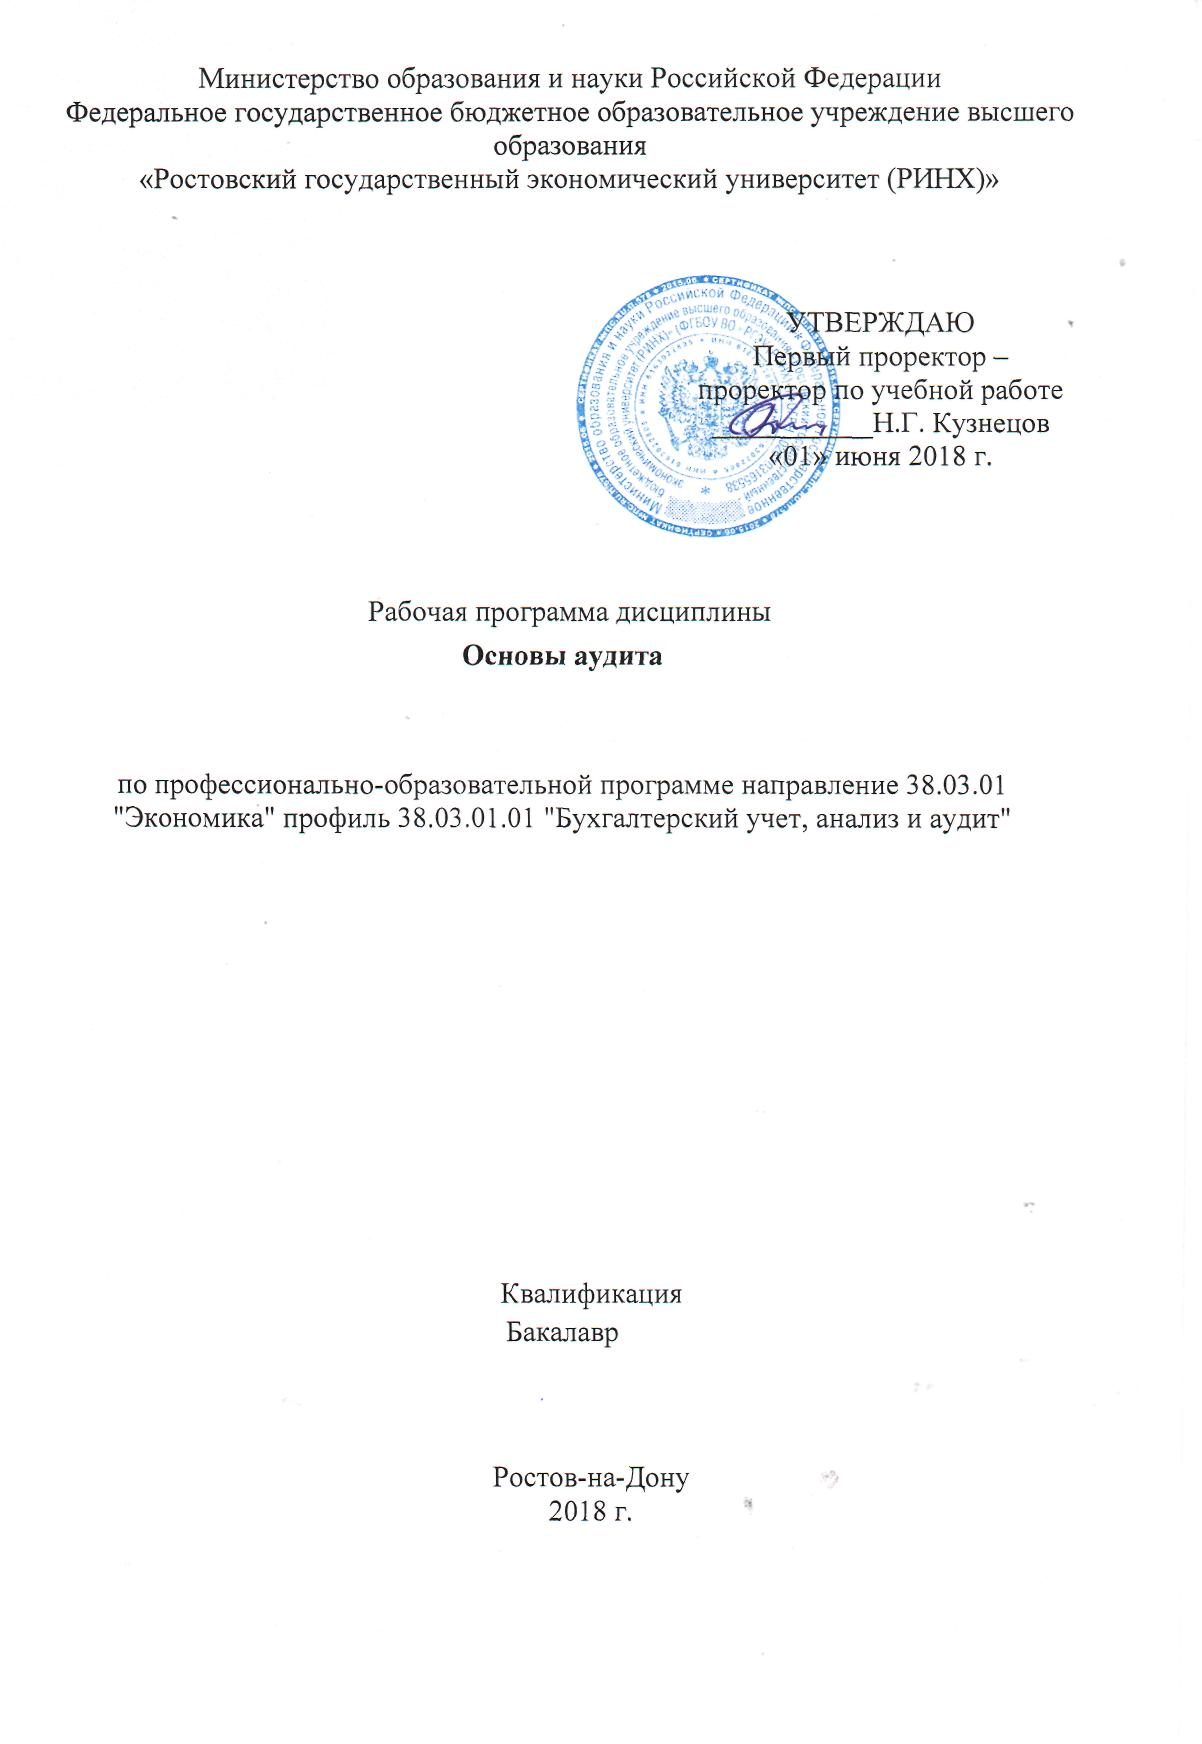 Министерство образования и науки Российской Федерации
Федеральное государственное бюджетное образовательное учреждение высшего
образования
«Ростовский государственный экономический университет (РИНХ)»
УТВЕРЖДАЮ
Первый проректор –
проректор по учебной работе
Н.Г. Кузнецов
«01» июня 2018 г.
Рабочая программа дисциплины
Основы аудита
по профессионально-образовательной программе направление 38.03.01
"Экономика" профиль 38.03.01.01 "Бухгалтерский учет, анализ и аудит"
Квалификация
Бакалавр
Ростов-на-Дону
2018 г.